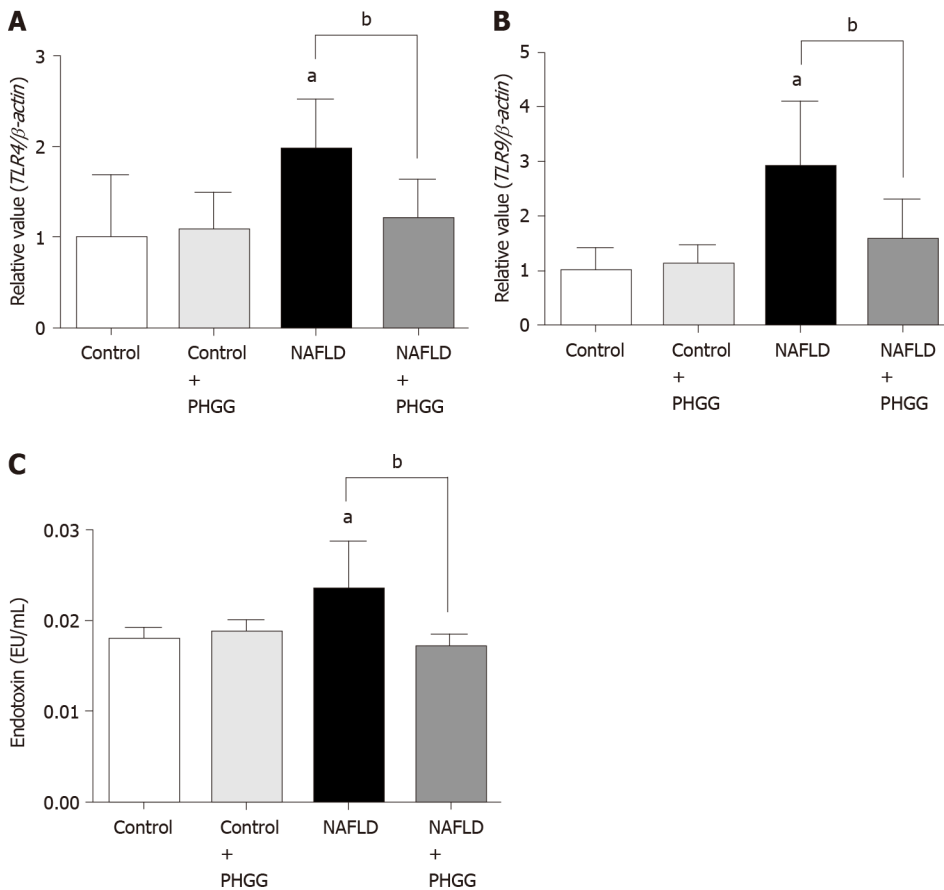 A
Relative value (TLR4/β-actin)
3
2
1
0
a
b
Control
Control
+
PHGG
NAFLD
NAFLD
+
PHGG
B
Relative value (TLR9/β-actin)
5
4
3
2
1
0
a
b
Control
Control
+
PHGG
NAFLD
NAFLD
+
PHGG
C
Endotoxin (EU/mL)
0.03
0.02
0.01
0.00
a
b
Control
Control
+
PHGG
NAFLD
NAFLD
+
PHGG